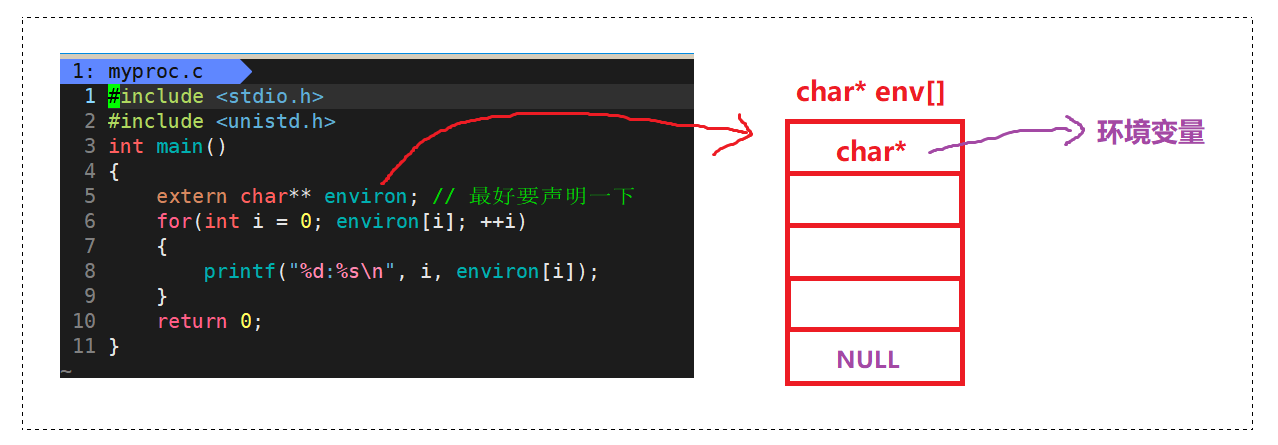 1: myproc.c
1 #include <stdio.h>
2 #include <unistd.h>
3 int main()
4 {
5     extern char** environ; // 最好要声明一下
6     for(int i = 0; environ[i]; ++i)
7     {
8         printf("%d:%s\n", i, environ[i]);
9     }
10     return 0;
11 }
~
char* env[]
char*
环境变量
NULL